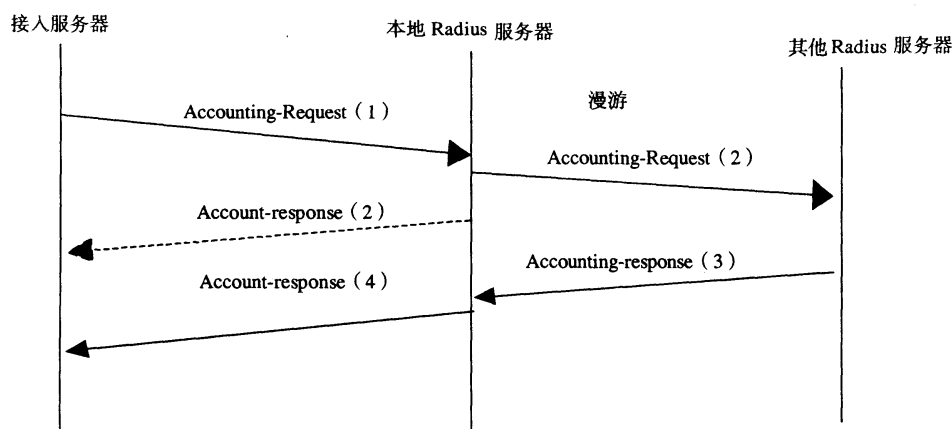 接入服务器
本地 Radius 服务器
其他 Radius 服务器
漫游
Accounting-Request（1）
Accounting-Request（2）
Account-response（2）
Accounting-response（3）
Account-response（4）